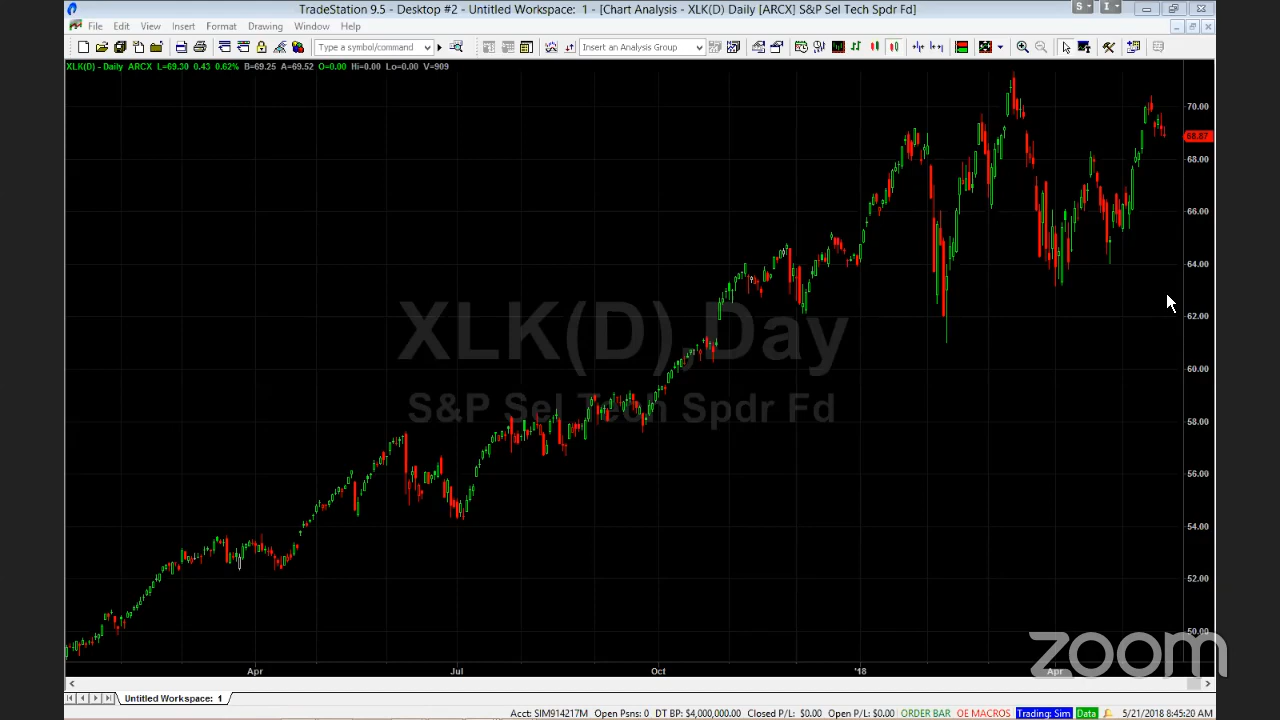 TradeStation 9.5 - Desktop #2 - Untitled Workspace: 1 - [Chart Analysis - XLK(D) Daily [ARCX] S&P Sel Tech Spdr Fd]
S I
File Edit View Insert Format Drawing Window Help
Type a symbol/command Insert an Analysis Group
XLK(D) - Daily ARCX L=69.30 0.43 0.62% B=69.25 A=69.52 O=0.00 Hi=0.00 Lo=0.00 V=909
70.00
68.87
68.00
66.00
64.00
62.00
XLK(D),Day
60.00
S&P Sel Tech Spdr Fd
58.00
56.00
54.00
52.00
50.00
zoom
Apr Jul Oct '18 Apr
Untitled Workspace: 1
Acct: SIM914217M Open Psns: 0 DT BP: $4,000,000.00 Closed P/L: $0.00 Open P/L: $0.00 ORDER BAR OE MACROS Trading: Sim Data 5/21/2018 8:45:20 AM